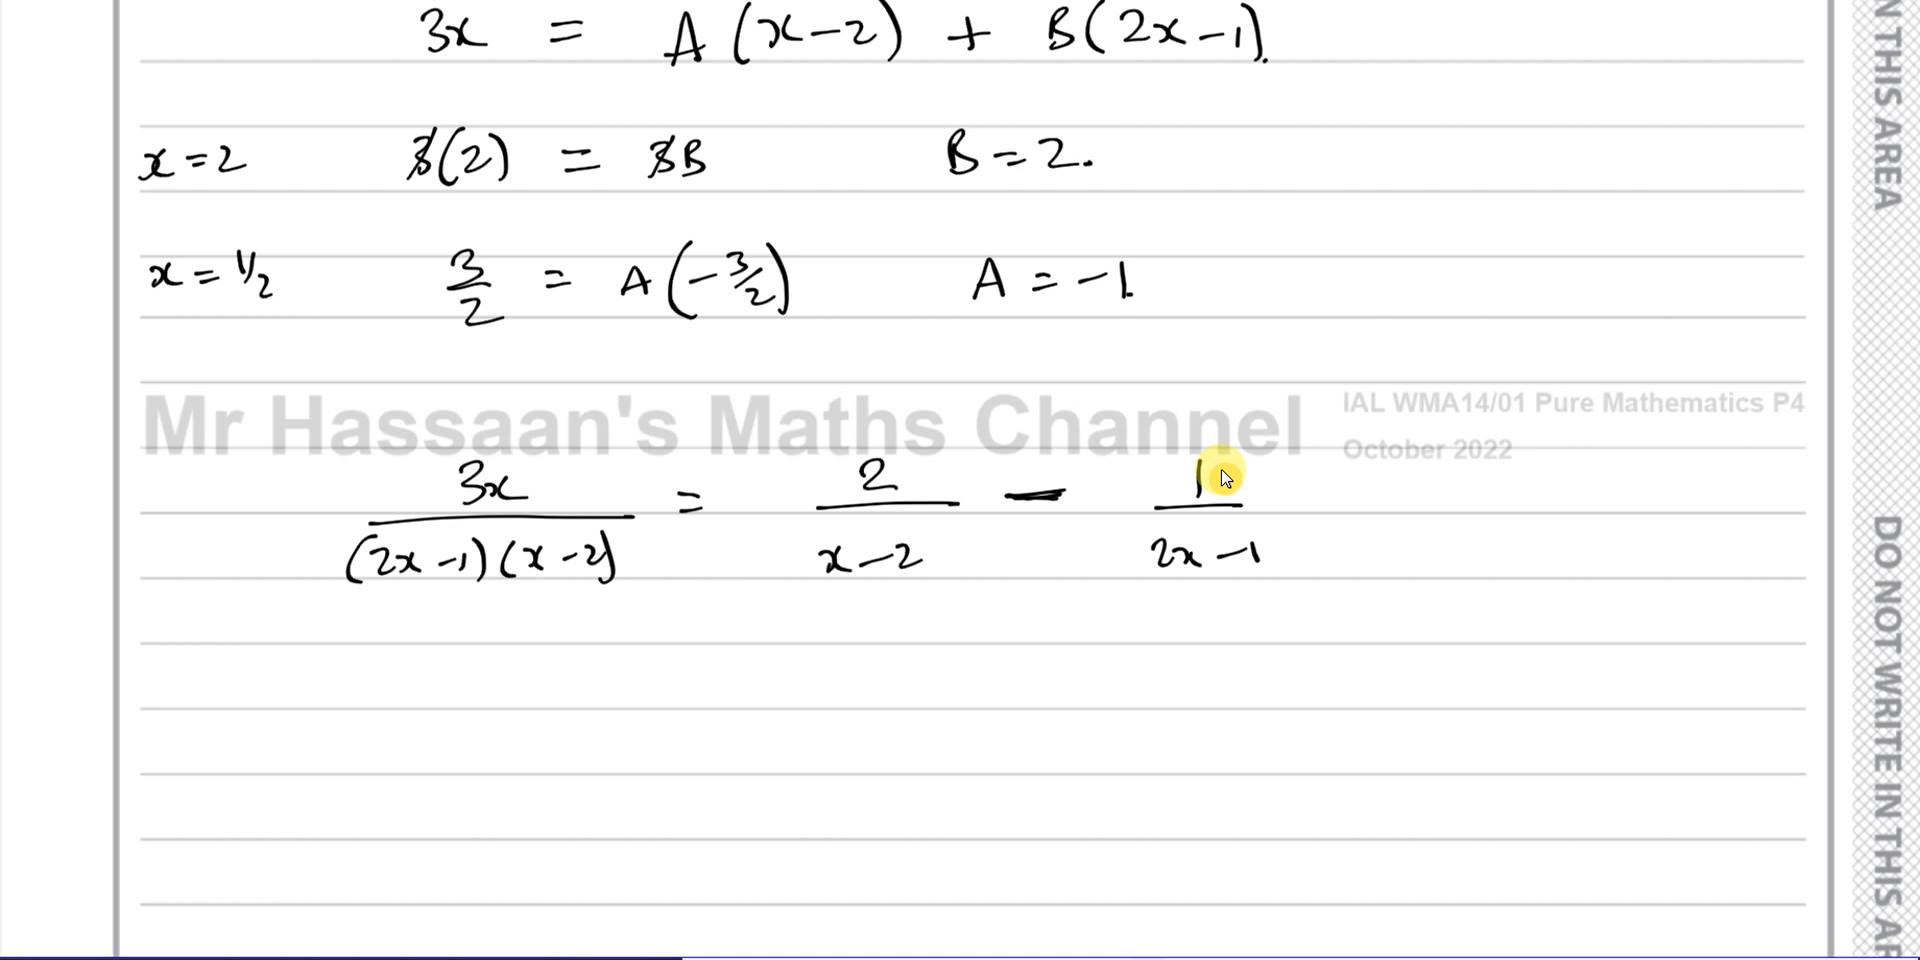 3x = A(x-2) + B(2x-1).
x=2 3(2) = 3B B=2.
x=1/2 3/2 = A(-3/2) A=-1.
Mr Hassaan's Maths Channel IAL WMA14/01 Pure Mathematics P4
October 2022
3x/(2x-1)(x-2) = 2/x-2 - 1/2x-1
N THIS AREA
DO NOT WRITE IN THIS AR